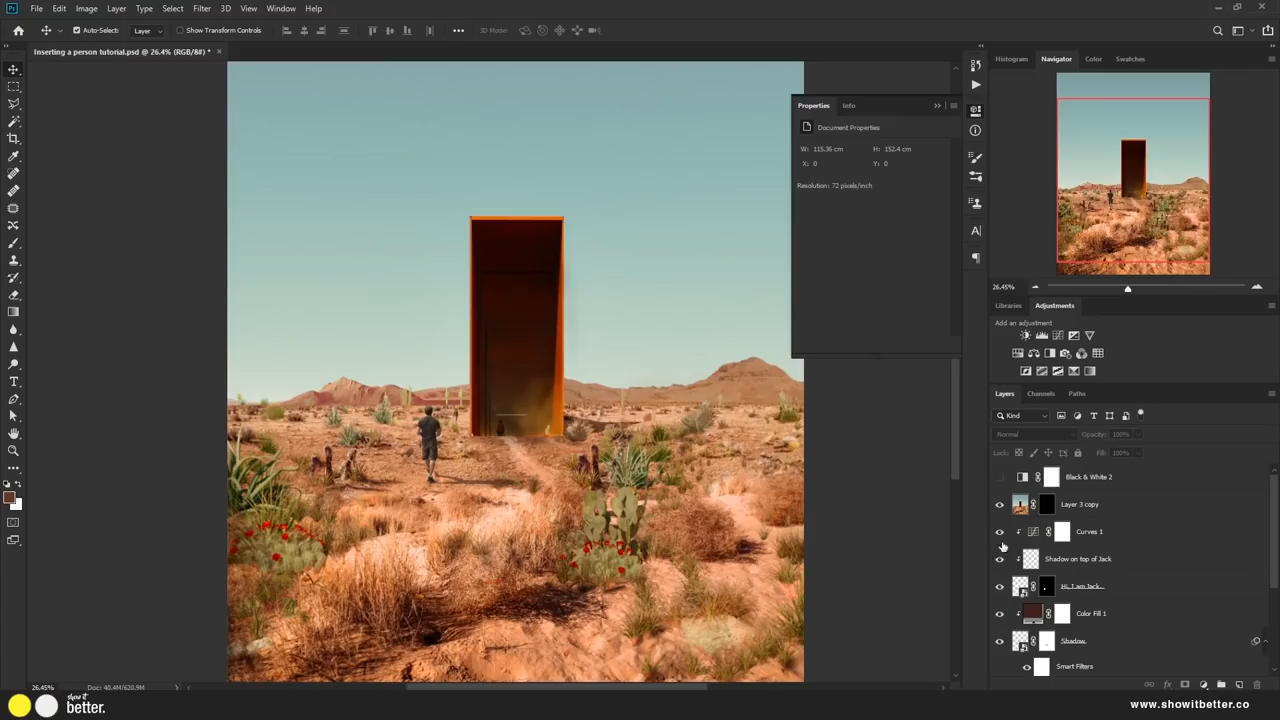 Ps File Edit Image Layer Type Select Filter 3D View Window Help
Auto-Select: Layer Show Transform Controls 3D Mode:
Inserting a person tutorial.psd @ 26.4% (RGB/8#) *
Histogram Navigator Color Swatches
Properties Info
Document Properties
W: 115.36 cm H: 152.4 cm
X: 0 Y: 0
Resolution: 72 pixels/inch
26.45%
Libraries Adjustments
Add an adjustment
Layers Channels Paths
Kind
Normal Opacity: 100%
Lock: Fill: 100%
Black & White 2
Layer 3 copy
Curves 1
Shadow on top of Jack
Hi, I am Jack...
Color Fill 1
Shadow
Smart Filters
26.45% Doc: 40.4M/620.9M
show it
better.
www.showitbetter.co